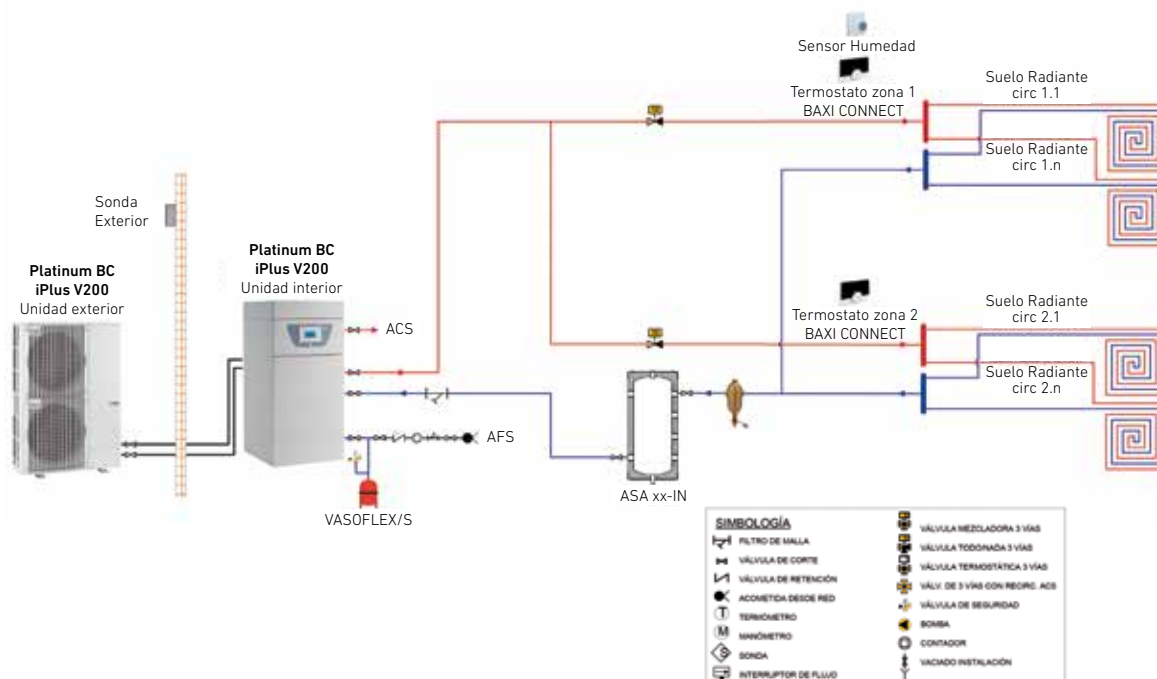 Sensor Humedad
Termostato zona 1
BAXI CONNECT
Suelo Radiante
circ 1.1
Suelo Radiante
circ 1.n
Sonda
Exterior
Platinum BC
iPlus V200
Unidad exterior
Platinum BC
iPlus V200
Unidad interior
ACS
AFS
VASOFLEX/S
Termostato zona 2
BAXI CONNECT
Suelo Radiante
circ 2.1
Suelo Radiante
circ 2.n
ASA xx-IN
SIMBOLOGÍA
FILTRO DE MALLA
VÁLVULA DE CORTE
VÁLVULA DE RETENCIÓN
ACOMETIDA DESDE RED
T TERMOMETRO
M MANÓMETRO
S SONDA
INTERRUPTOR DE FLUJO
VÁLVULA MEZCLADORA 3 VÍAS
VÁLVULA TODO/NADA 3 VÍAS
VÁLVULA TERMOSTÁTICA 3 VÍAS
VÁLV. DE 3 VÍAS CON RECIRC. ACS
VÁLVULA DE SEGURIDAD
BOMBA
CONTADOR
VACIADO INSTALACIÓN